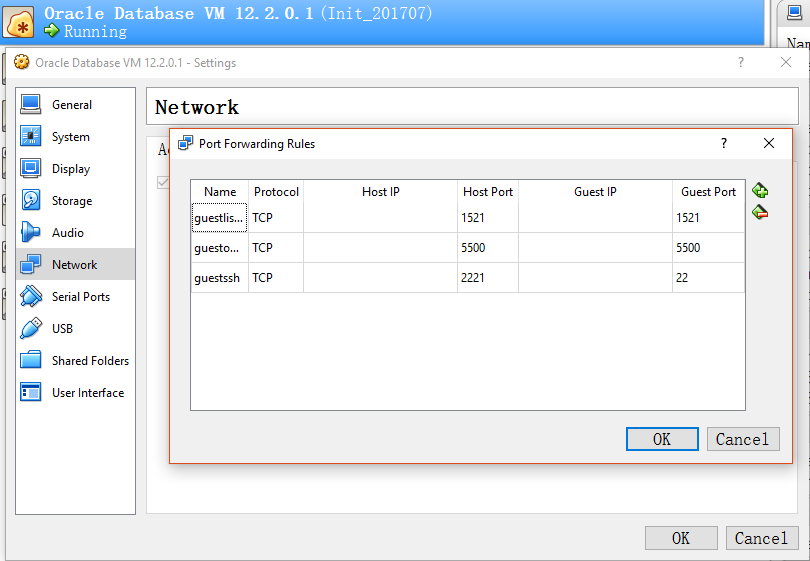 Oracle Database VM 12.2.0.1 (Init_201707)
Running
Oracle Database VM 12.2.0.1 - Settings
?
General
System
Display
Storage
Audio
Network
Serial Ports
USB
Shared Folders
User Interface
Network
Port Forwarding Rules
?
Name Protocol Host IP Host Port Guest IP Guest Port
guestlis... TCP 1521 1521
guesto... TCP 5500 5500
guestssh TCP 2221 22
OK Cancel
OK Cancel